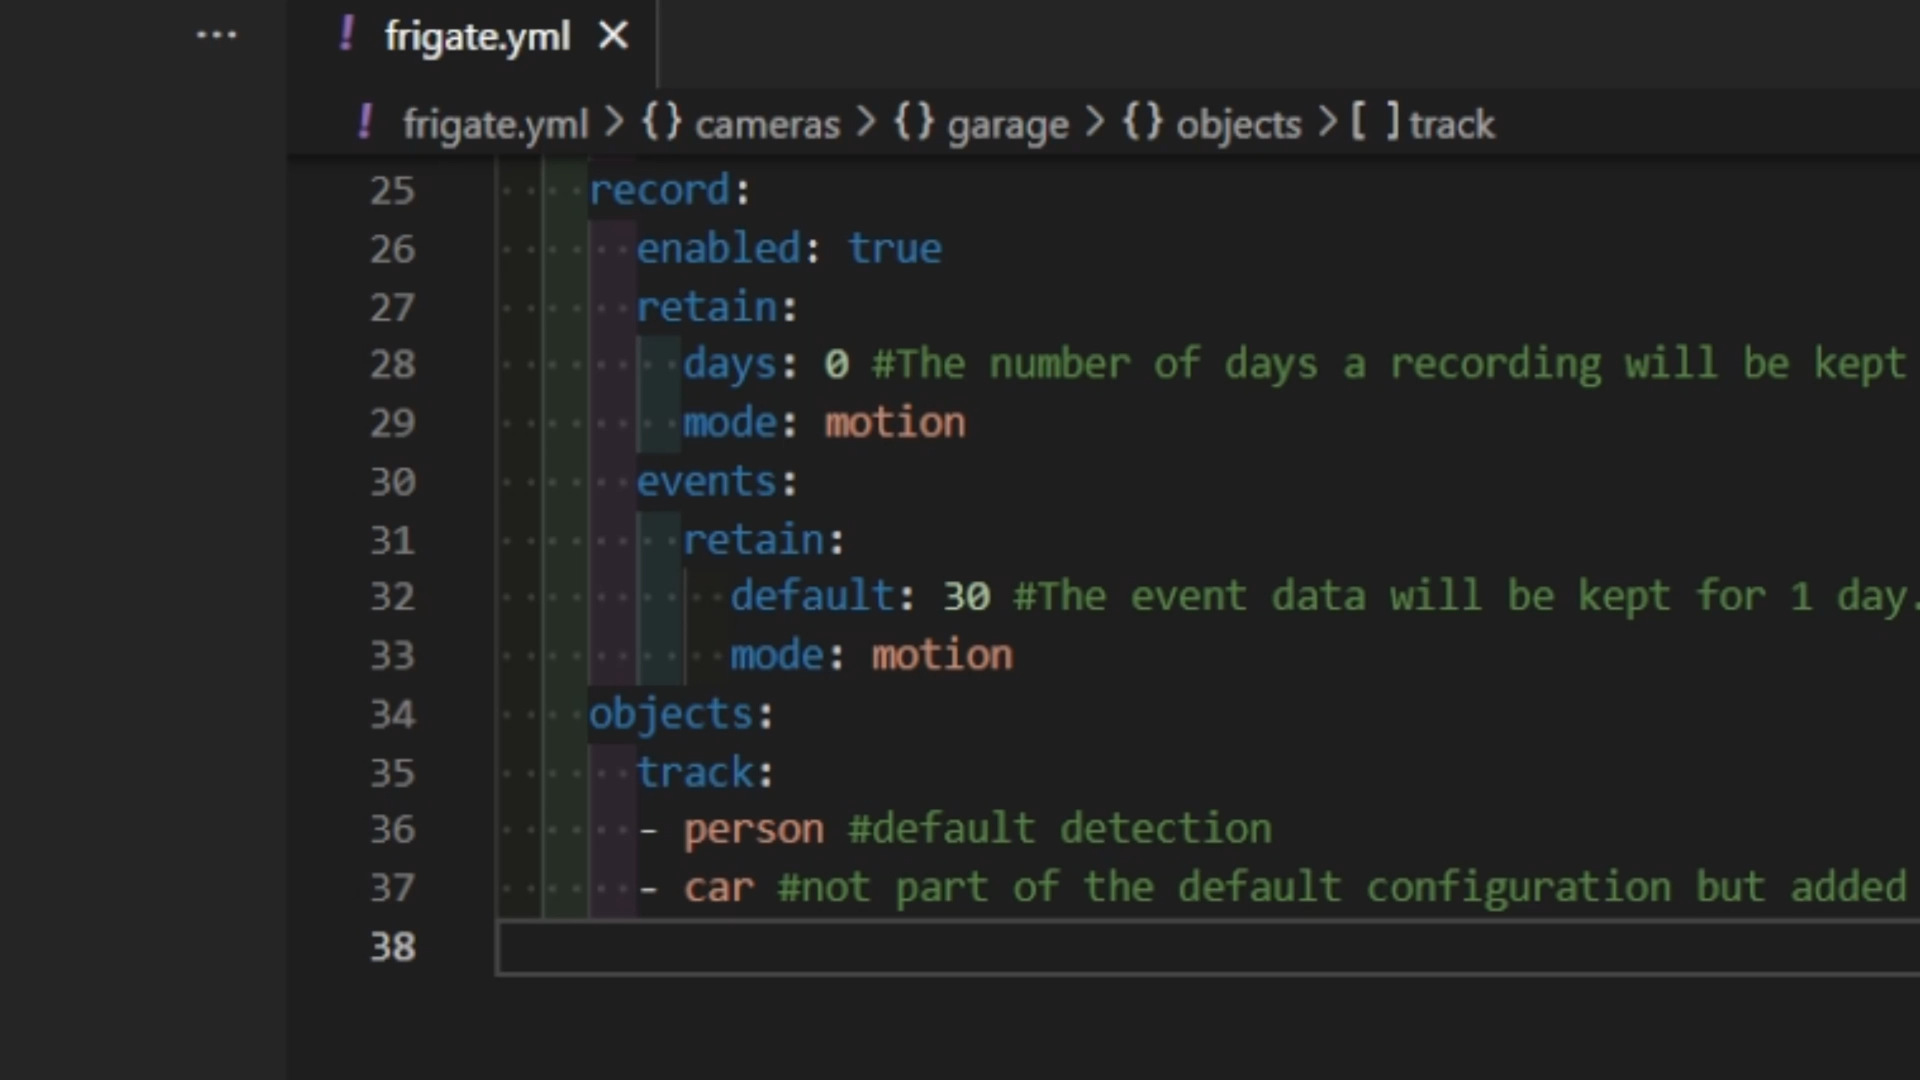 ... ! frigate.yml ×
! frigate.yml > {} cameras > {} garage > {} objects > [ ] track
25 record:
26 enabled: true
27 retain:
28 days: 0 #The number of days a recording will be kept
29 mode: motion
30 events:
31 retain:
32 default: 30 #The event data will be kept for 1 day.
33 mode: motion
34 objects:
35 track:
36 - person #default detection
37 - car #not part of the default configuration but added
38